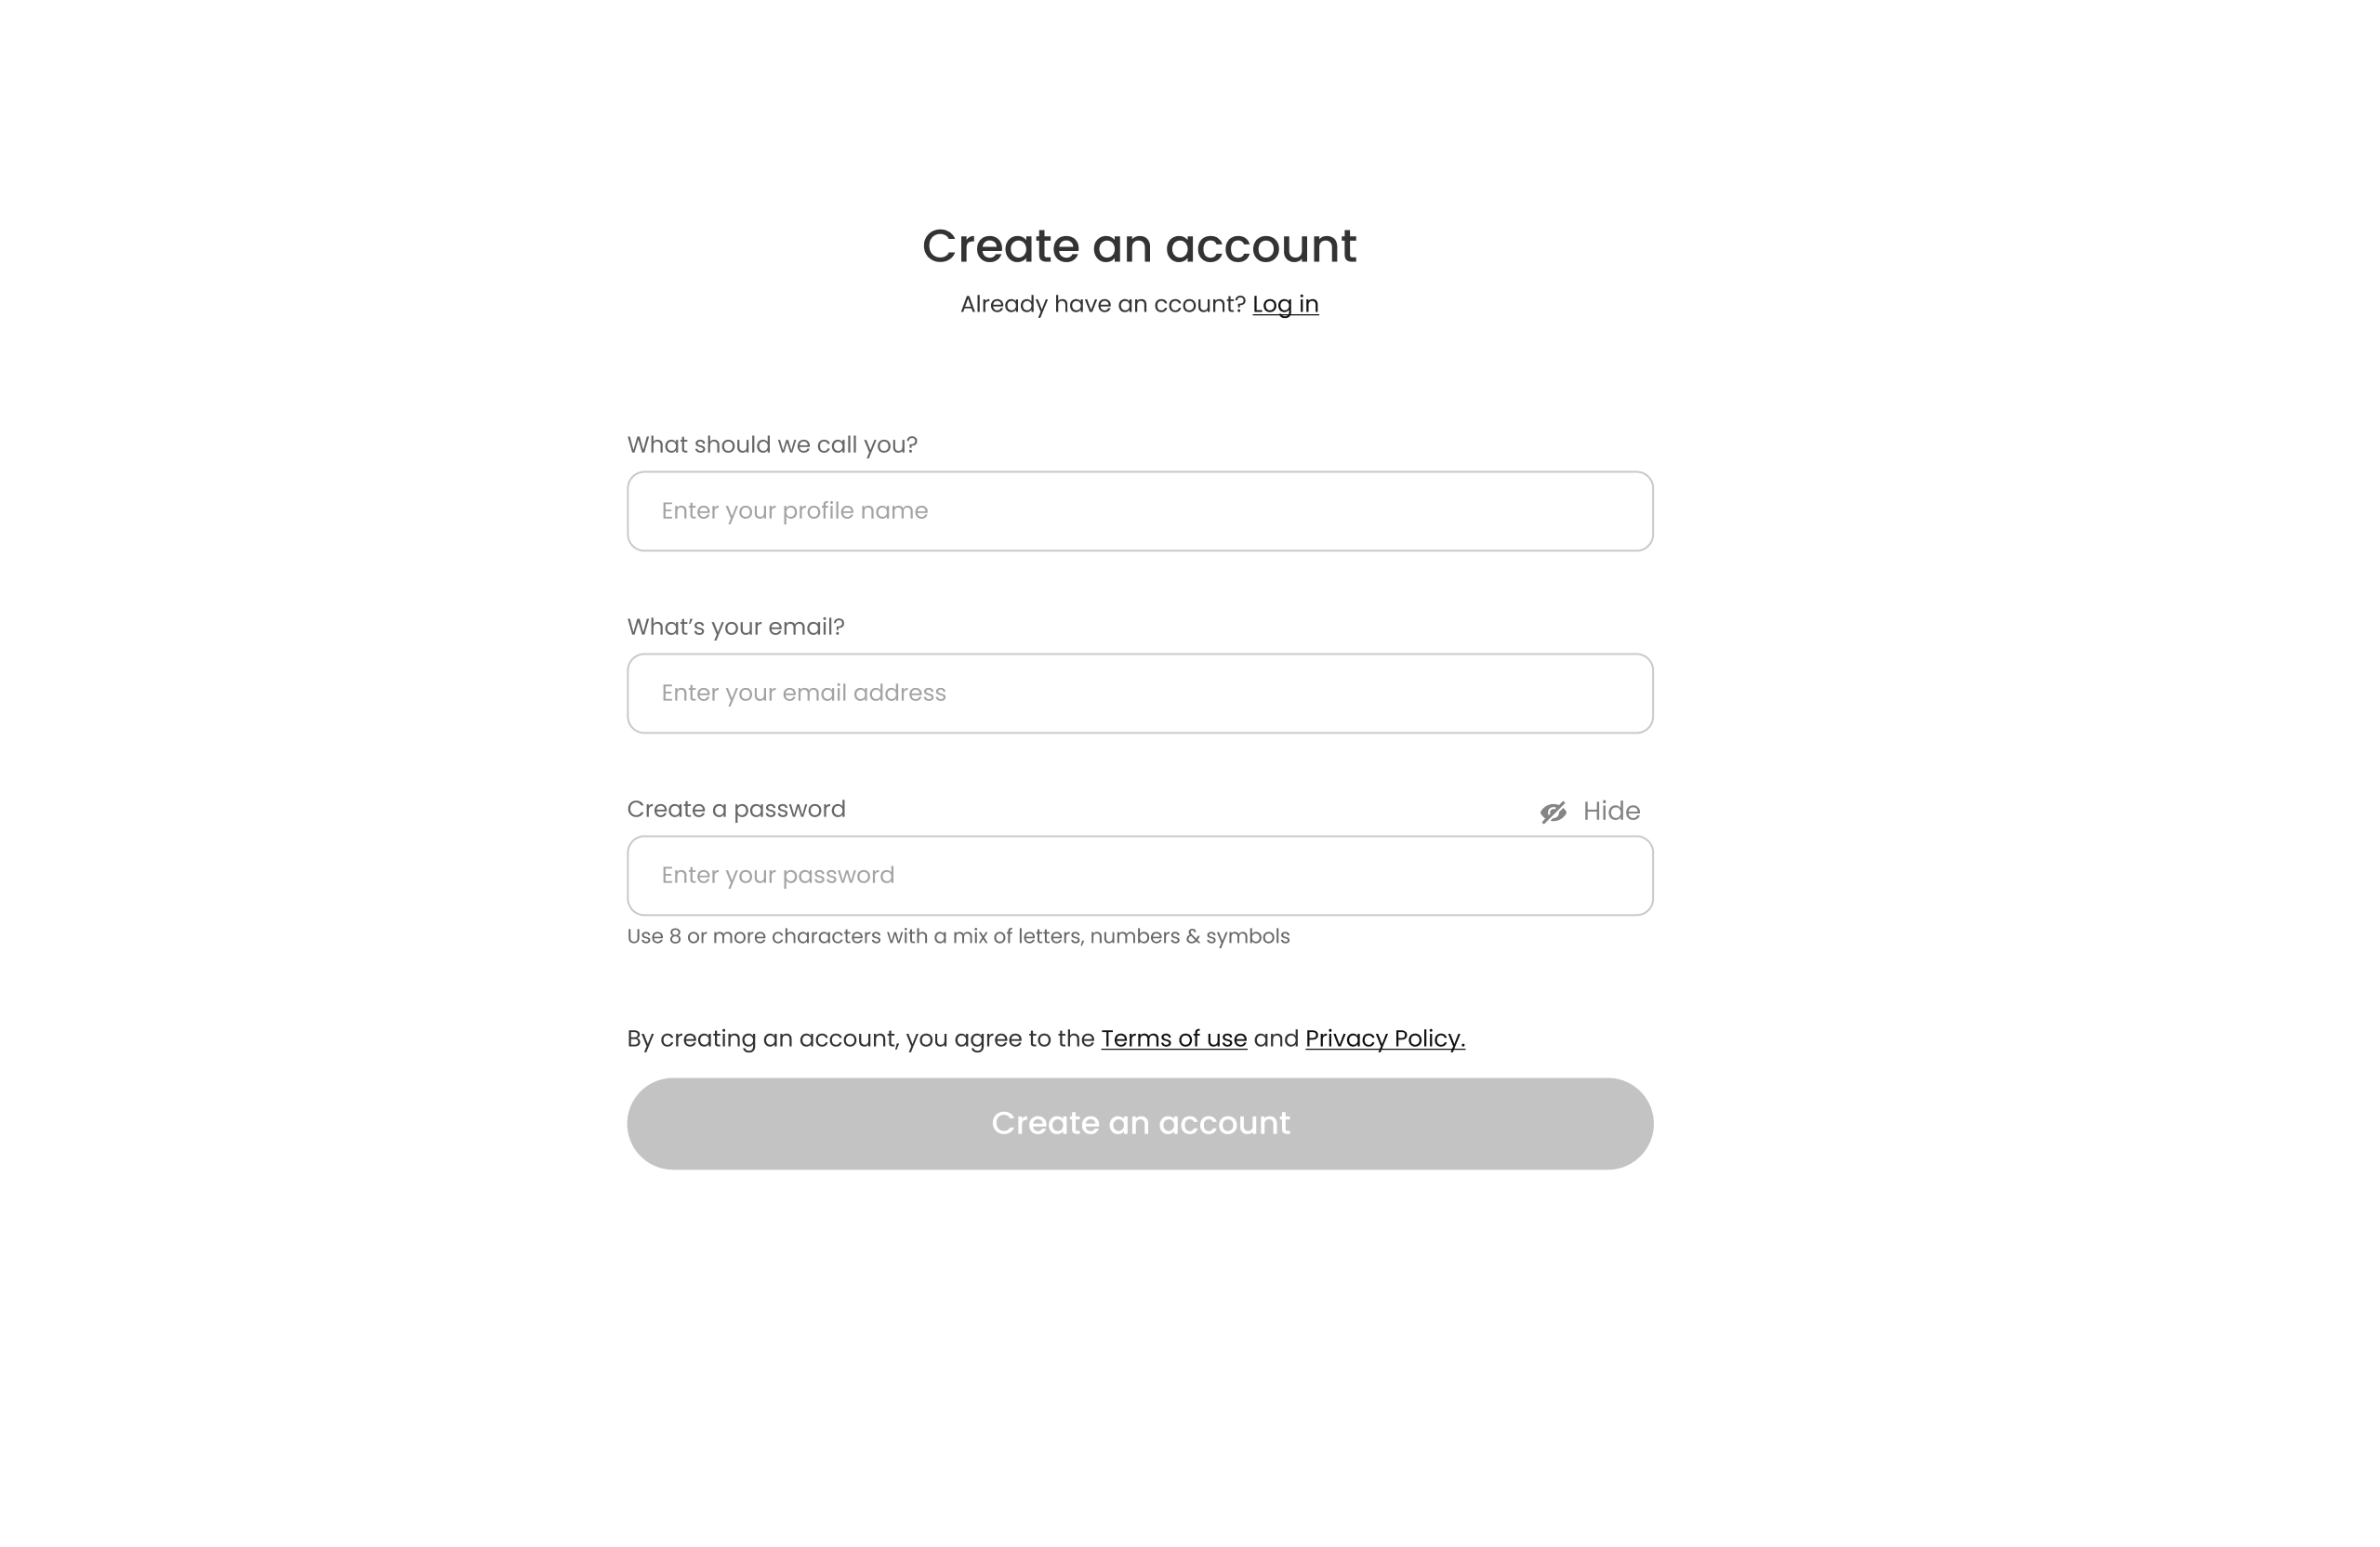 Create an account
Already have an ccount? Log in
What should we call you?
Enter your profile name
What’s your email?
Enter your email address
Create a password
Hide
Enter your password
Use 8 or more characters with a mix of letters, numbers & symbols
By creating an account, you agree to the Terms of use and Privacy Policy.
Create an account